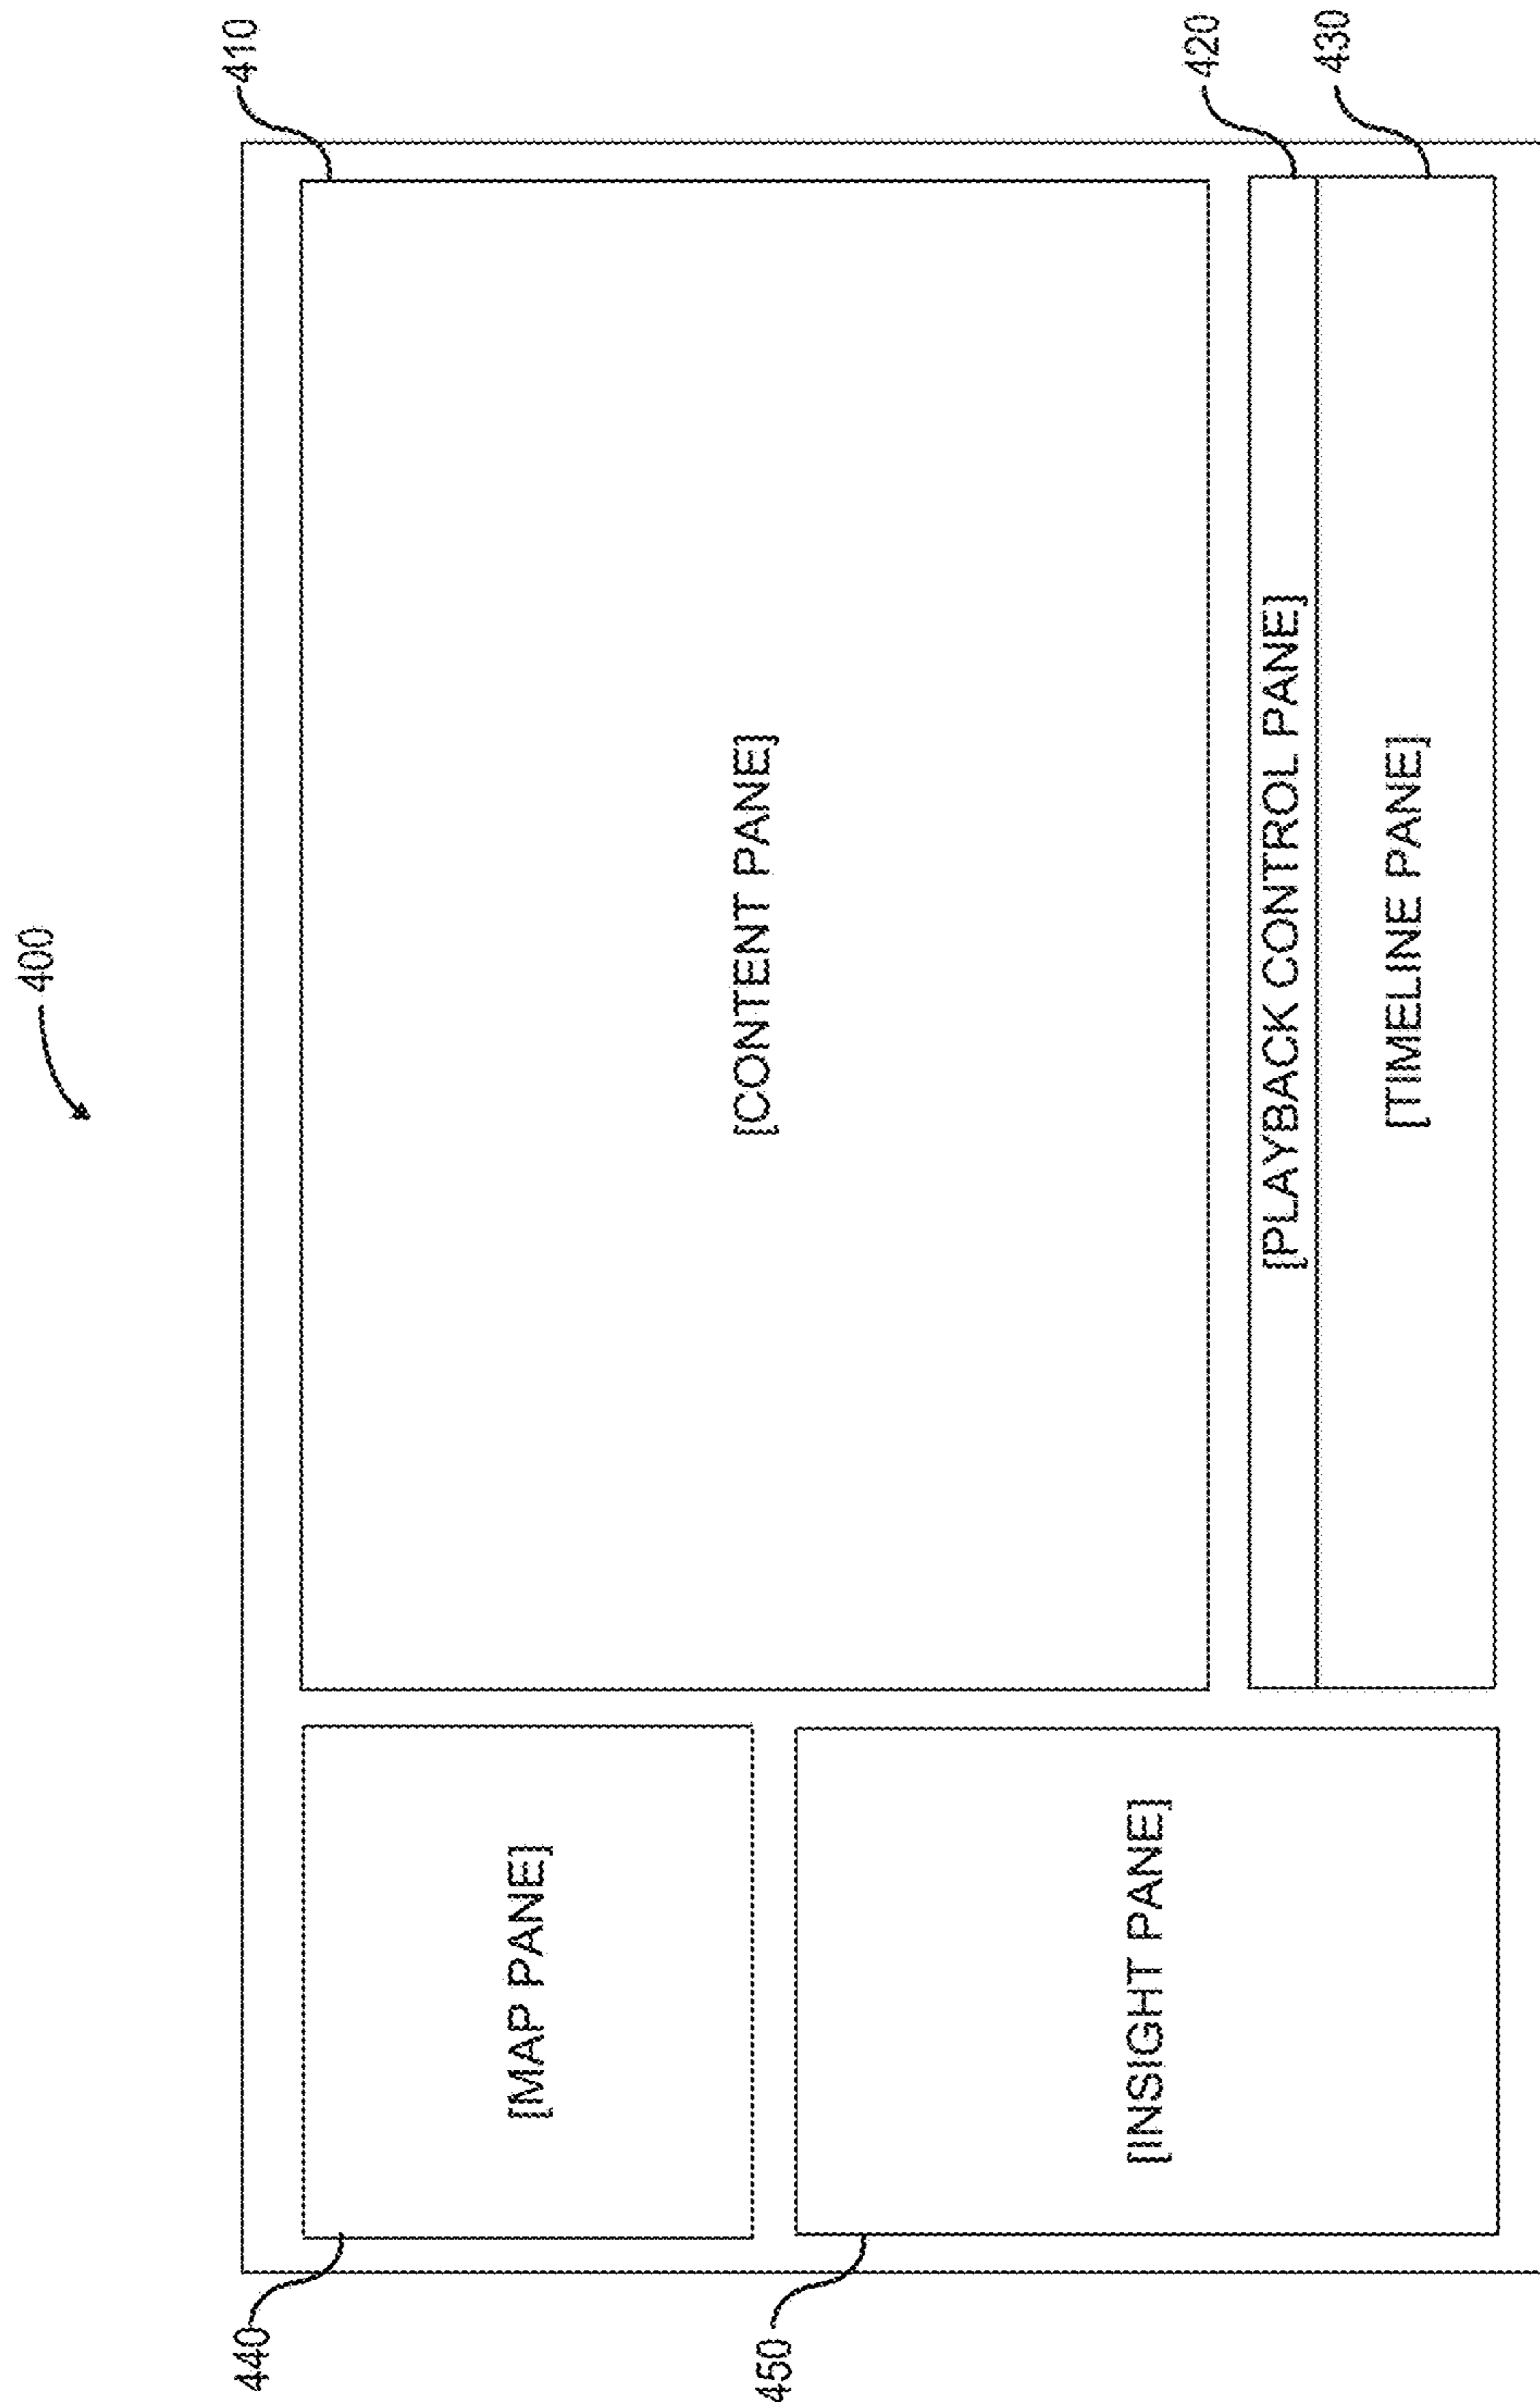 400
410
[MAP PANE]
[CONTENT PANE]
440
450
[INSIGHT PANE]
[PLAYBACK CONTROL PANE]
420
[TIMELINE PANE]
430